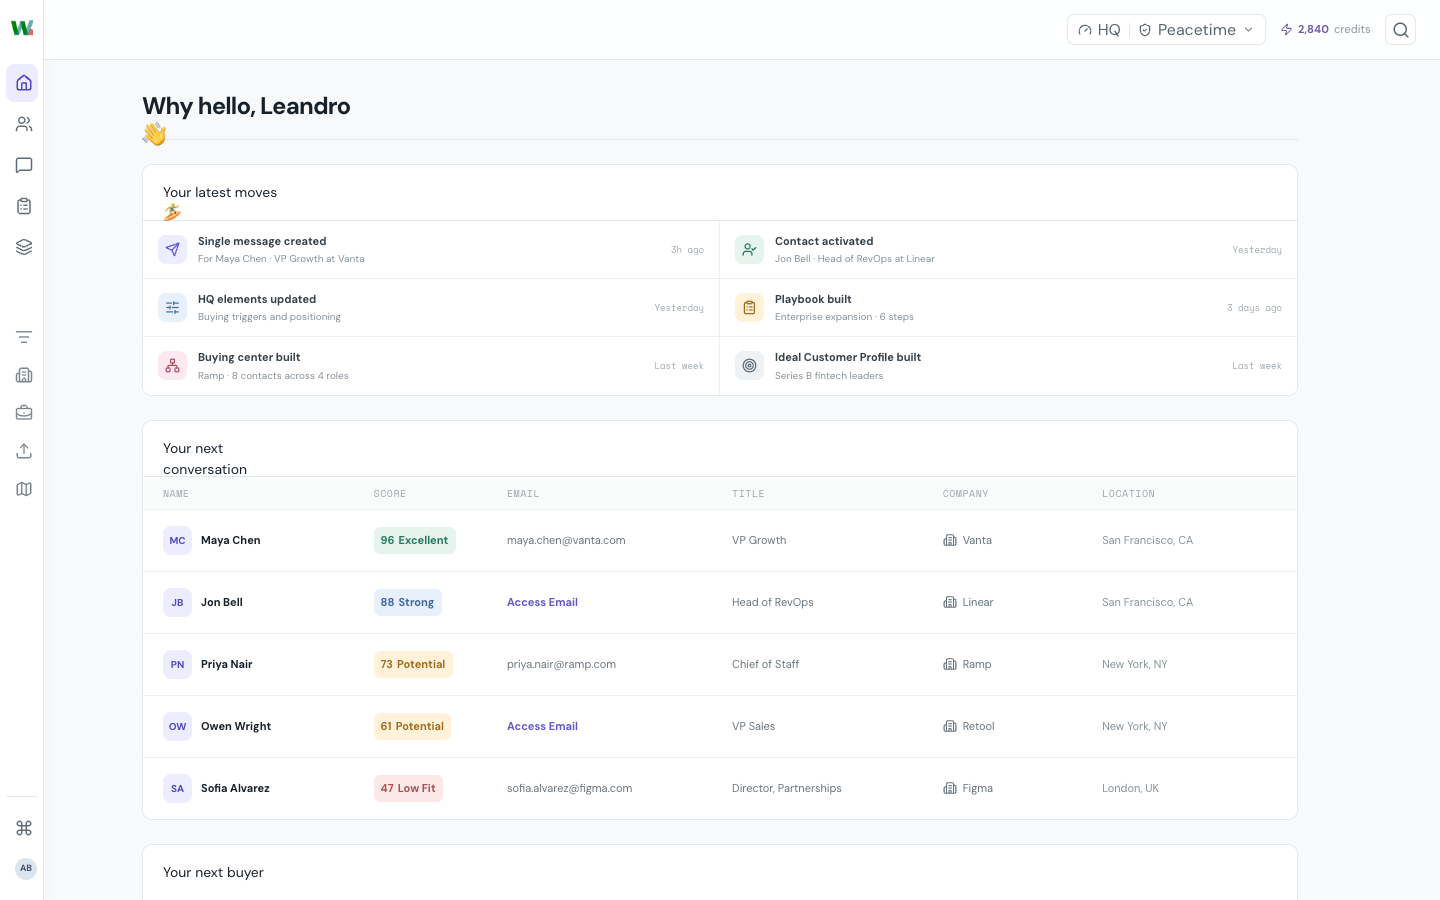 HQ
Peacetime
2,840 credits
Why hello, Leandro
👋
Your latest moves
🏄
Single message created
For Maya Chen · VP Growth at Vanta
3h ago
Contact activated
Jon Bell · Head of RevOps at Linear
Yesterday
HQ elements updated
Buying triggers and positioning
Yesterday
Playbook built
Enterprise expansion · 6 steps
3 days ago
Buying center built
Ramp · 8 contacts across 4 roles
Last week
Ideal Customer Profile built
Series B fintech leaders
Last week
Your next
conversation
NAME SCORE EMAIL TITLE COMPANY LOCATION
MC Maya Chen 96 Excellent maya.chen@vanta.com VP Growth Vanta San Francisco, CA
JB Jon Bell 88 Strong Access Email Head of RevOps Linear San Francisco, CA
PN Priya Nair 73 Potential priya.nair@ramp.com Chief of Staff Ramp New York, NY
OW Owen Wright 61 Potential Access Email VP Sales Retool New York, NY
SA Sofia Alvarez 47 Low Fit sofia.alvarez@figma.com Director, Partnerships Figma London, UK
AB
Your next buyer